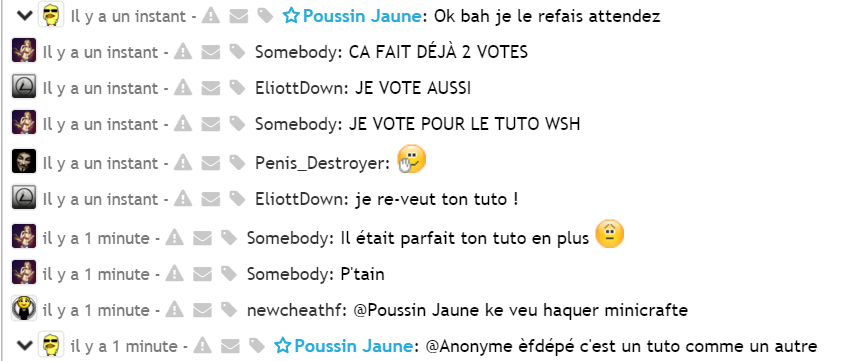 Il y a un instant - Poussin Jaune: Ok bah je le refais attendez
Il y a un instant - Somebody: CA FAIT DÉJÀ 2 VOTES
Il y a un instant - EliottDown: JE VOTE AUSSI
Il y a un instant - Somebody: JE VOTE POUR LE TUTO WSH
Il y a un instant - Penis_Destroyer:
Il y a un instant - EliottDown: je re-veut ton tuto !
il y a 1 minute - Somebody: Il était parfait ton tuto en plus
il y a 1 minute - Somebody: P'tain
il y a 1 minute - newcheathf: @Poussin Jaune ke veu haquer minicrafte
il y a 1 minute - Poussin Jaune: @Anonyme èfdépé c'est un tuto comme un autre